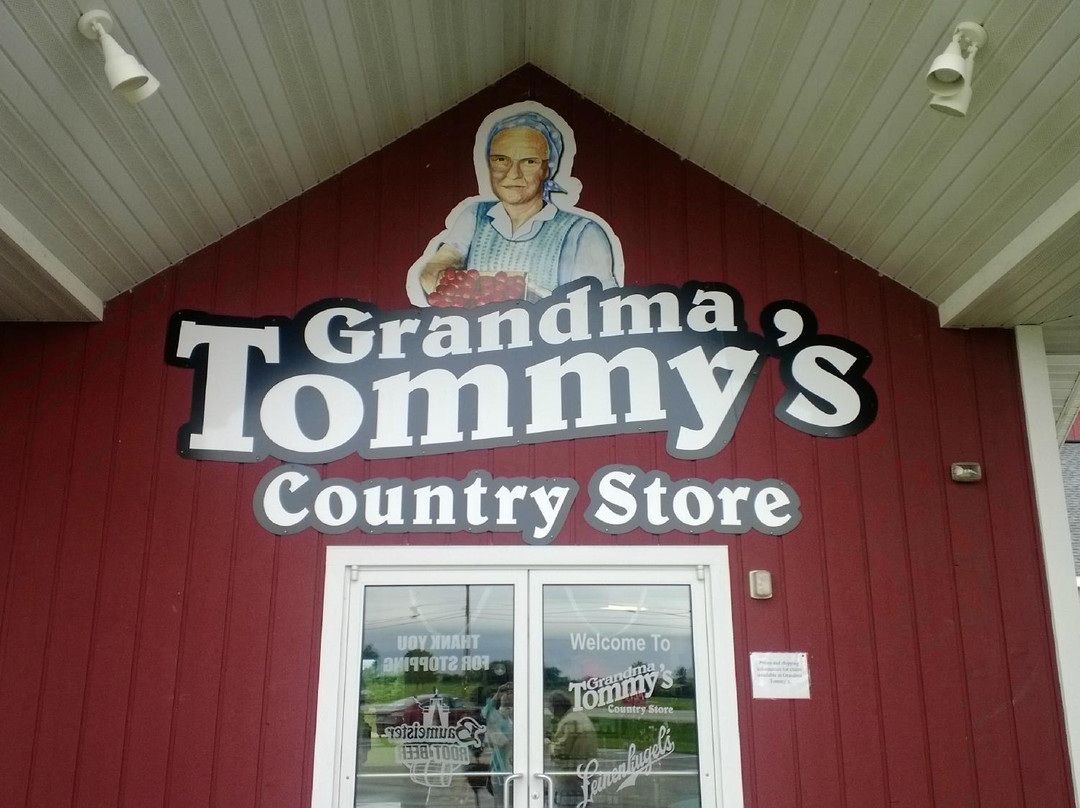 Grandma
Tommy's
Country Store
THANK YOU
FOR STOPPING
Baumeister
ROOT BEER
Welcome To
Grandma
Tommy's
Country Store
Leinenkugel's